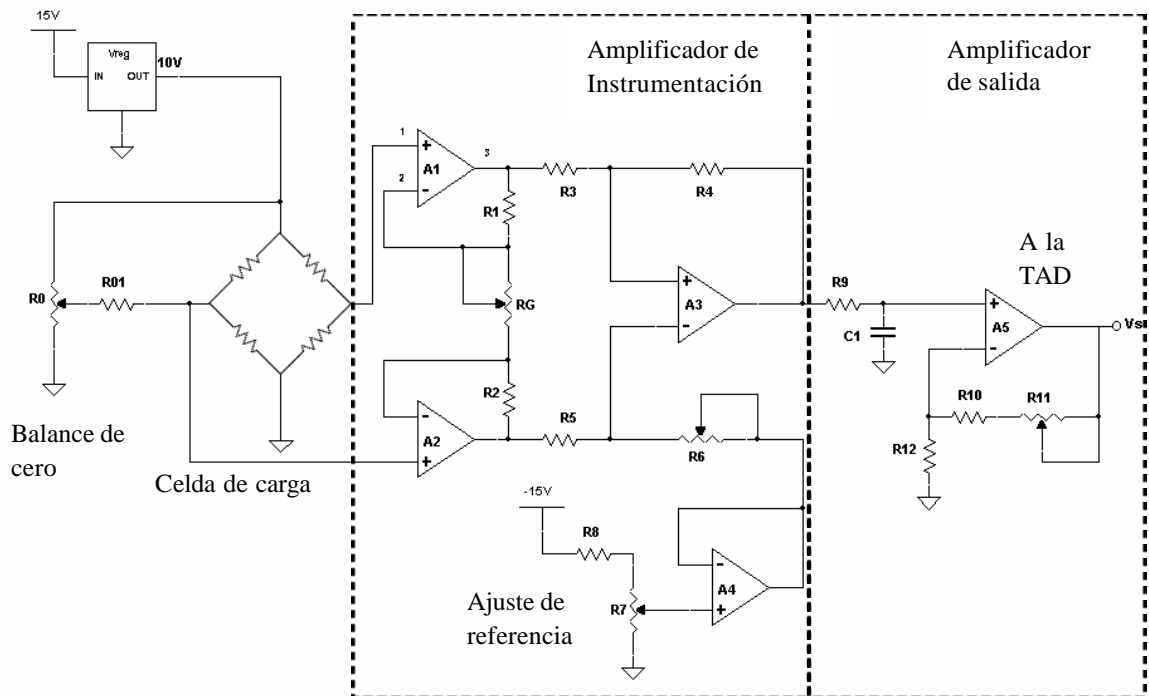 15V
Vreg
IN OUT
10V
R0
R01
Balance de
cero
Celda de carga
Amplificador de
Instrumentación
1
+
A1
3
2
-
R1
R3
R4
RG
+
A3
-
R2
-
A2
+
R5
R6
-15V
R8
R7
Ajuste de
referencia
-
A4
+
Amplificador
de salida
A la
TAD
R9
C1
+
A5
-
Vs
R10
R11
R12